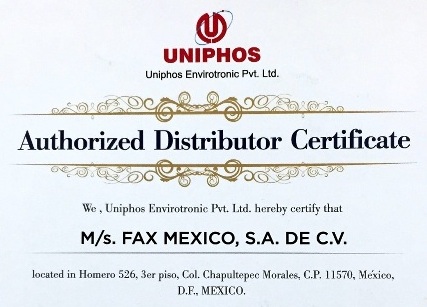 UNIPHOS
Uniphos Envirotronic Pvt. Ltd.
Authorized Distributor Certificate
We , Uniphos Envirotronic Pvt. Ltd. hereby certify that
M/s. FAX MEXICO, S.A. DE C.V.
located in Homero 526, 3er piso, Col. Chapultepec Morales, C.P. 11570, México,
D.F., MEXICO.